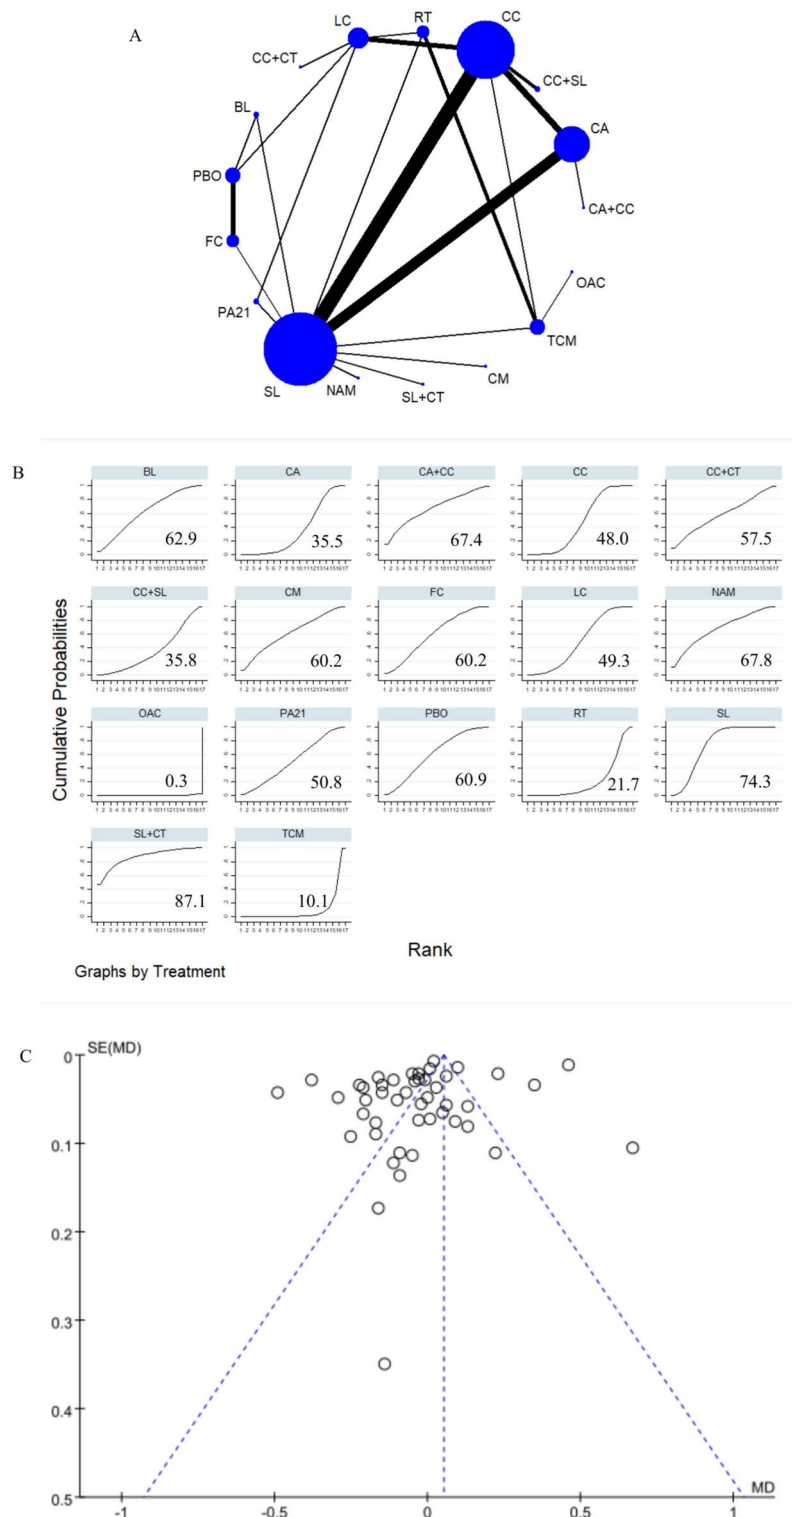 A
LC
RT
CC
CC+CT
CC+SL
BL
CA
PBO
CA+CC
FC
OAC
PA21
TCM
SL
NAM
SL+CT
CM
B
BL
CA
CA+CC
CC
CC+CT
62.9
35.5
67.4
48.0
57.5
CC+SL
CM
FC
LC
NAM
35.8
60.2
60.2
49.3
67.8
OAC
PA21
PBO
RT
SL
0.3
50.8
60.9
21.7
74.3
SL+CT
TCM
87.1
10.1
Cumulative Probabilities
Rank
Graphs by Treatment
C
SE(MD)
0
0.1
0.2
0.3
0.4
0.5
MD
-1
-0.5
0
0.5
1